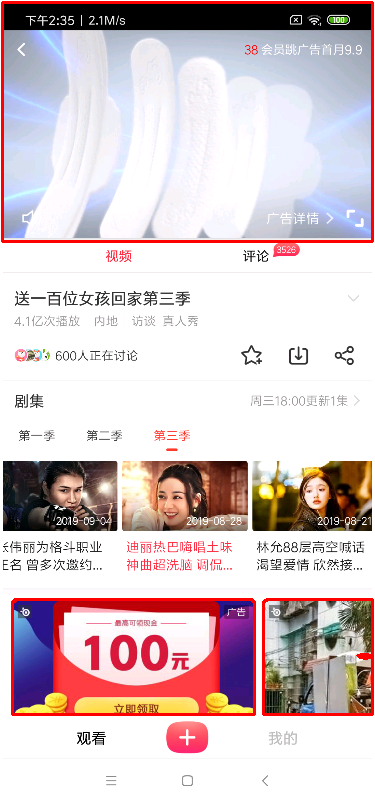 下午2:35 | 2.1M/s
100
38 会员跳广告首月9.9
广告详情
视频
评论
3526
送一百位女孩回家第三季
4.1亿次播放 内地 访谈 真人秀
600人正在讨论
剧集
周三18:00更新1集
第一季 第二季 第三季
2019-09-04
2019-08-28
2019-08-21
伟丽为格斗职业
名 曾多次邀约...
迪丽热巴嗨唱土味
神曲超洗脑 调侃...
林允88层高空喊话
渴望爱情 欣然接...
广告
最高可领现金
100元
立即领取
观看
我的